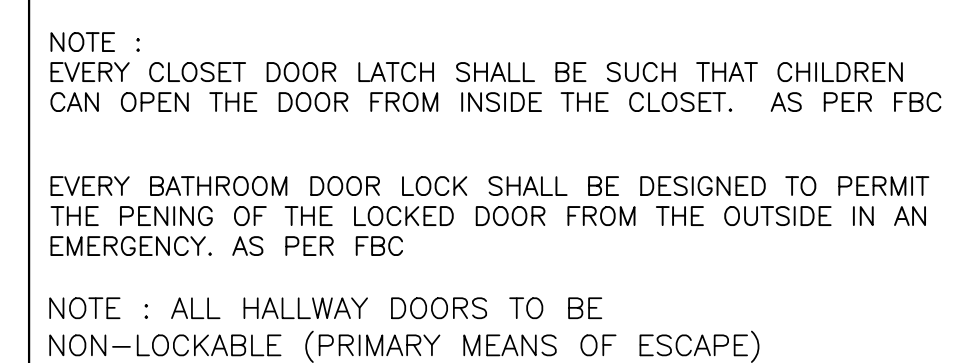 NOTE :
EVERY CLOSET DOOR LATCH SHALL BE SUCH THAT CHILDREN
CAN OPEN THE DOOR FROM INSIDE THE CLOSET. AS PER FBC
EVERY BATHROOM DOOR LOCK SHALL BE DESIGNED TO PERMIT
THE PENING OF THE LOCKED DOOR FROM THE OUTSIDE IN AN
EMERGENCY. AS PER FBC
NOTE : ALL HALLWAY DOORS TO BE
NON-LOCKABLE (PRIMARY MEANS OF ESCAPE)